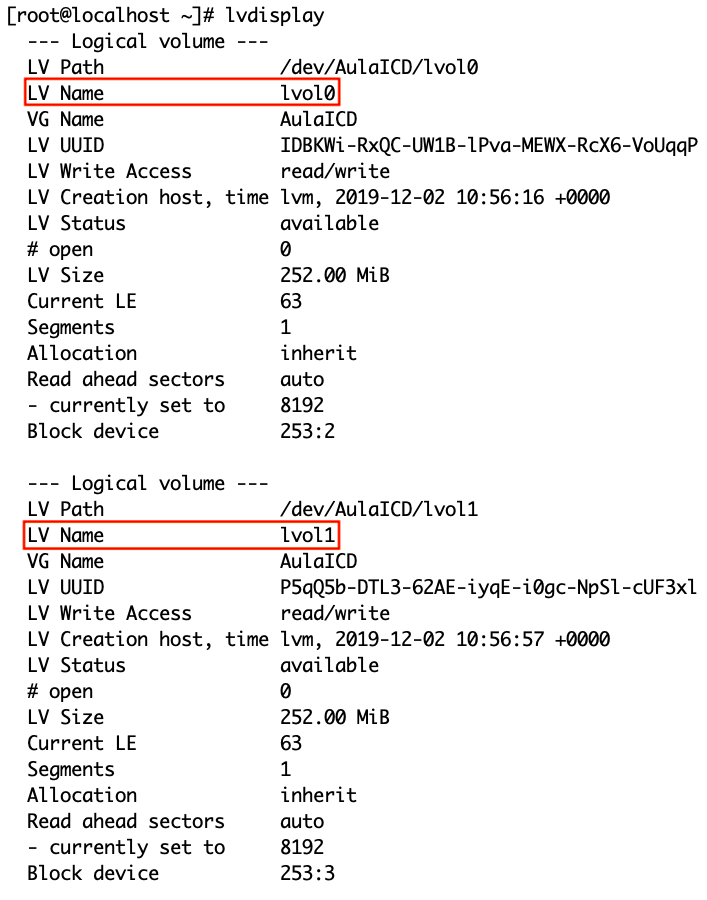 [root@localhost ~]# lvdisplay
--- Logical volume ---
LV Path /dev/AulaICD/lvol0
LV Name lvol0
VG Name AulaICD
LV UUID IDBKWi-RxQC-UW1B-lPva-MEWX-RcX6-VoUqqP
LV Write Access read/write
LV Creation host, time lvm, 2019-12-02 10:56:16 +0000
LV Status available
# open 0
LV Size 252.00 MiB
Current LE 63
Segments 1
Allocation inherit
Read ahead sectors auto
- currently set to 8192
Block device 253:2
--- Logical volume ---
LV Path /dev/AulaICD/lvol1
LV Name lvol1
VG Name AulaICD
LV UUID P5qQ5b-DTL3-62AE-iyqE-i0gc-NpSl-cUF3xl
LV Write Access read/write
LV Creation host, time lvm, 2019-12-02 10:56:57 +0000
LV Status available
# open 0
LV Size 252.00 MiB
Current LE 63
Segments 1
Allocation inherit
Read ahead sectors auto
- currently set to 8192
Block device 253:3